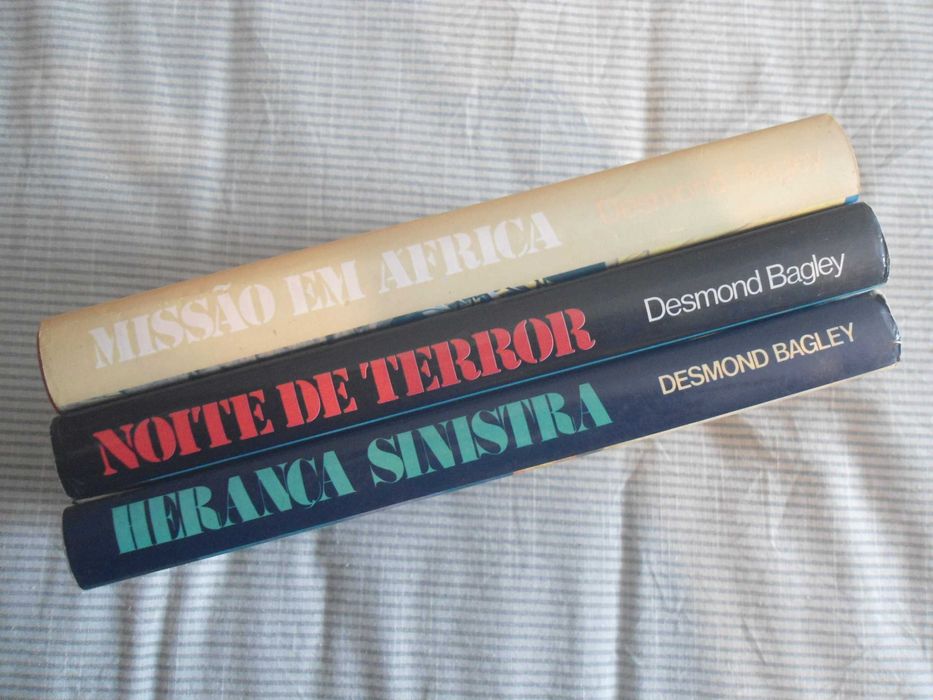 MISSÃO EM AFRICA Desmond Bagley
NOITE DE TERROR Desmond Bagley
HERANÇA SINISTRA DESMOND BAGLEY